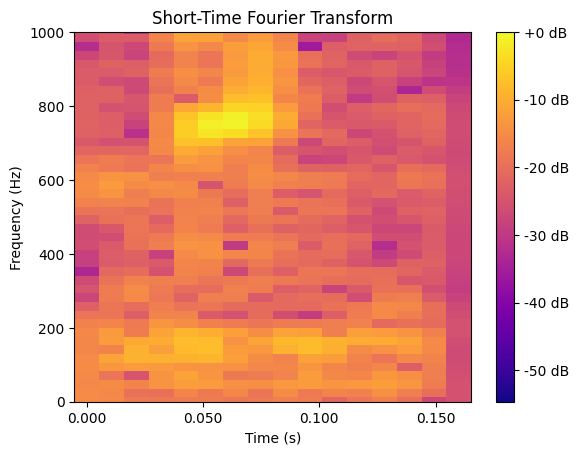 Short-Time Fourier Transform
1000
800
600
400
200
0
Frequency (Hz)
0.000
0.050
0.100
0.150
Time (s)
+0 dB
-10 dB
-20 dB
-30 dB
-40 dB
-50 dB